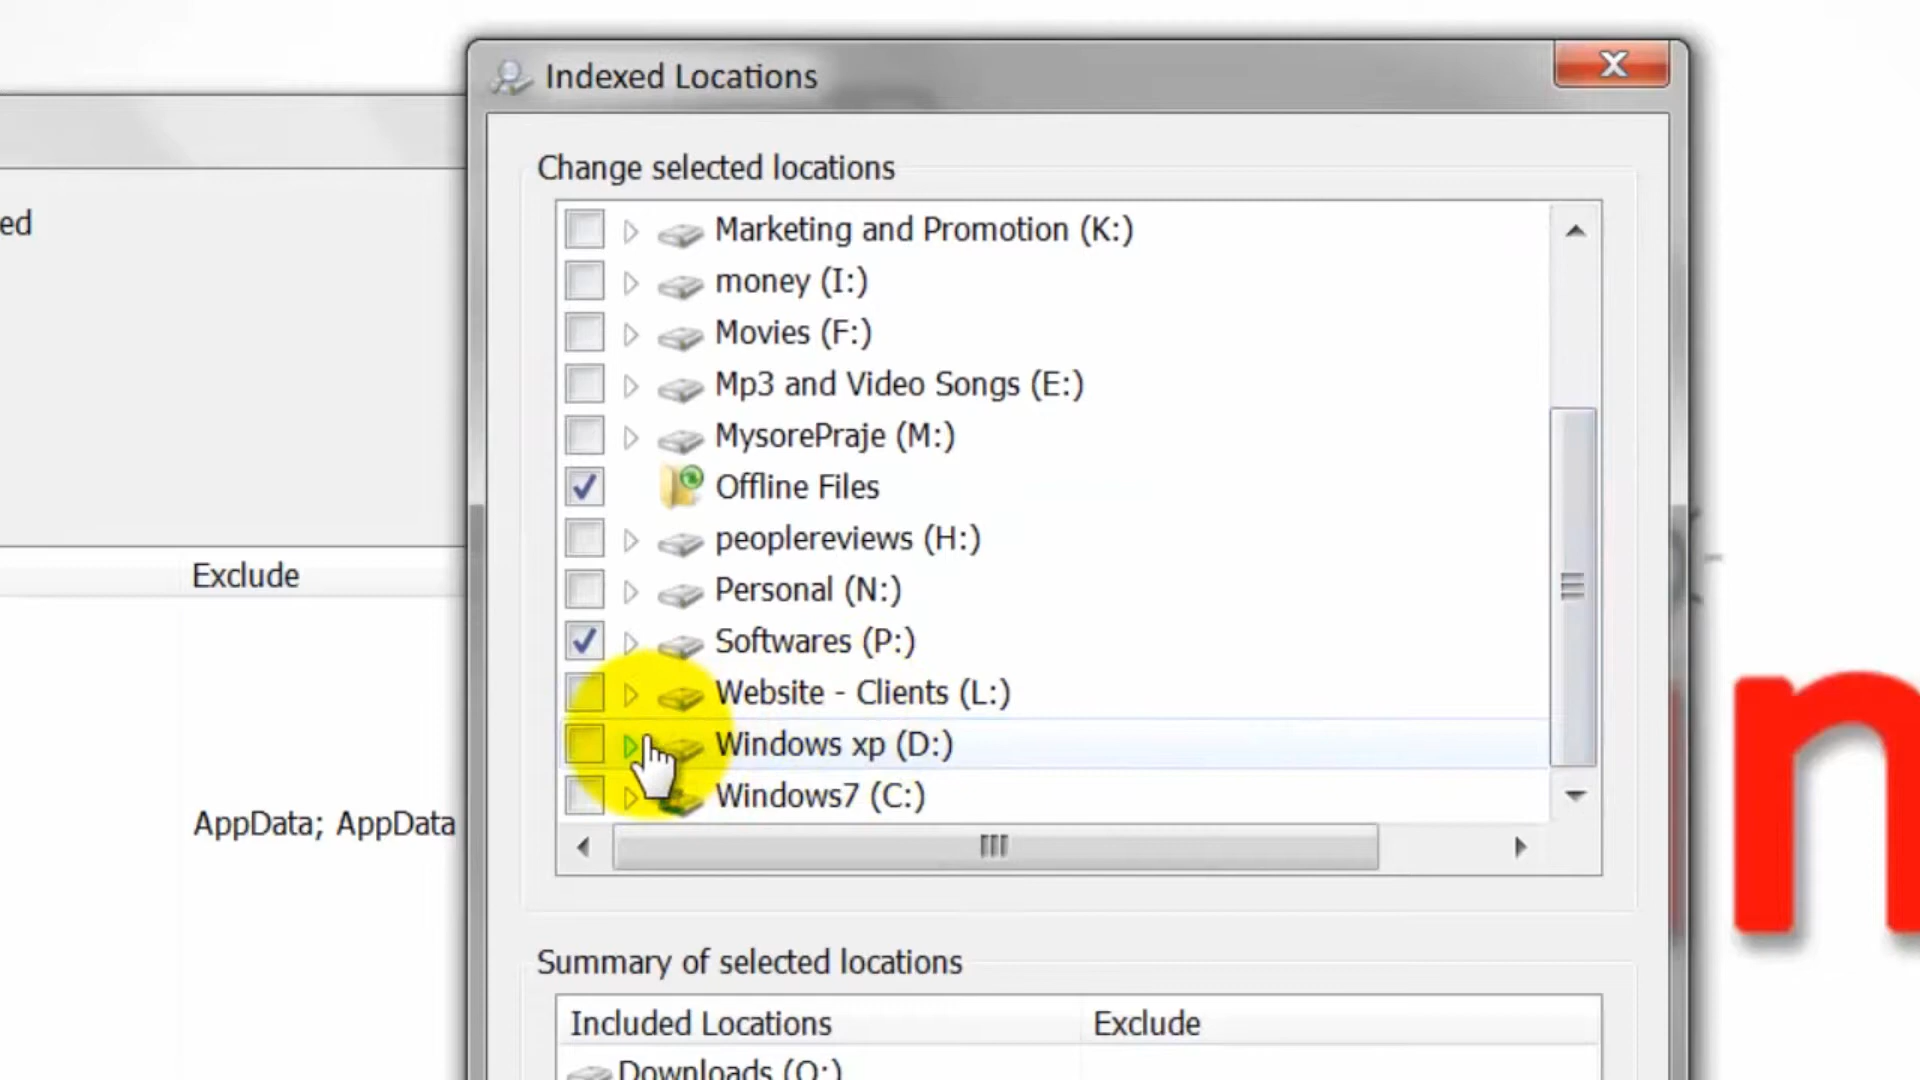 Indexed Locations
Change selected locations
ed
Marketing and Promotion (K:)
money (I:)
Movies (F:)
Mp3 and Video Songs (E:)
MysorePraje (M:)
Offline Files
peoplereviews (H:)
Exclude
Personal (N:)
Softwares (P:)
Website - Clients (L:)
Windows xp (D:)
Windows7 (C:)
AppData; AppData
n
Summary of selected locations
Included Locations Exclude
Downloads (O:)